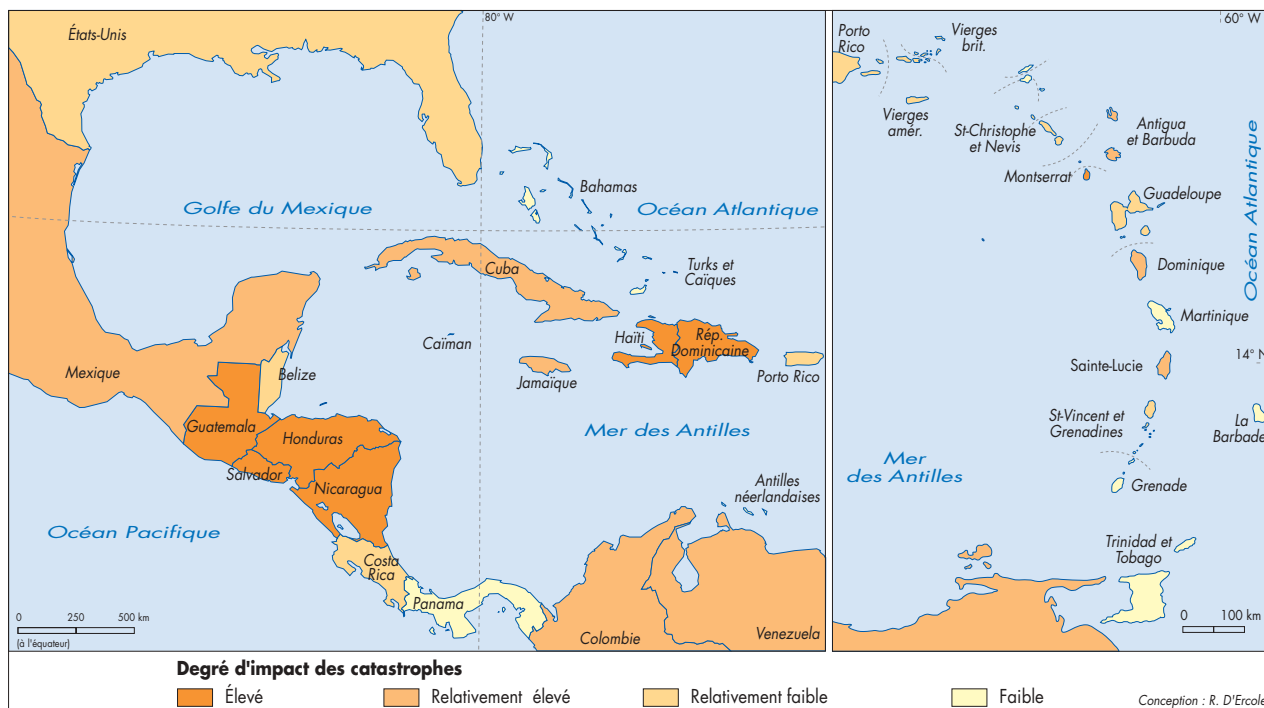 États-Unis
80° W
Golfe du Mexique
Bahamas
Océan Atlantique
Cuba
Turks et
Caïques
Caïman
Haïti
Rép.
Dominicaine
Jamaïque
Porto Rico
Mexique
Belize
Guatemala
Honduras
Salvador
Nicaragua
Mer des Antilles
Antilles
néerlandaises
Océan Pacifique
Costa
Rica
Panama
Colombie
Venezuela
0 250 500 km
(à l'équateur)
60° W
Porto
Rico
Vierges
brit.
Vierges
amér.
St-Christophe
et Nevis
Antigua
et Barbuda
Montserrat
Guadeloupe
Océan Atlantique
Dominique
Martinique
14° N
Sainte-Lucie
St-Vincent et
Grenadines
La
Barbade
Mer
des Antilles
Grenade
Trinidad et
Tobago
0 100 km
Degré d'impact des catastrophes
Élevé
Relativement élevé
Relativement faible
Faible
Conception : R. D'Ercole